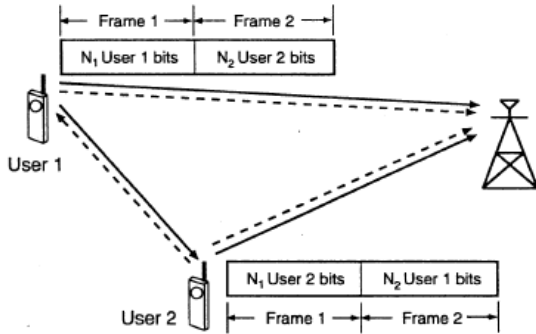 Frame 1 Frame 2
N₁ User 1 bits N₂ User 2 bits
User 1
N₁ User 2 bits N₂ User 1 bits
User 2
Frame 1 Frame 2